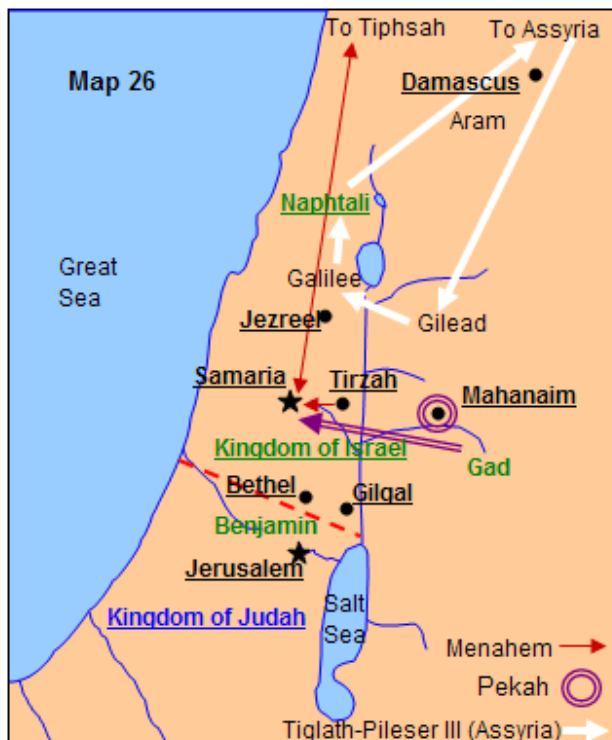 To Tiphsah
To Assyria
Map 26
Damascus
Aram
Naphtali
Great
Sea
Galilee
Jezreel
Gilead
Samaria
Tirzah
Mahanaim
Kingdom of Israel
Gad
Bethel
Gilgal
Benjamin
Jerusalem
Salt
Sea
Kingdom of Judah
Menahem
Pekah
Tiglath-Pileser III (Assyria)